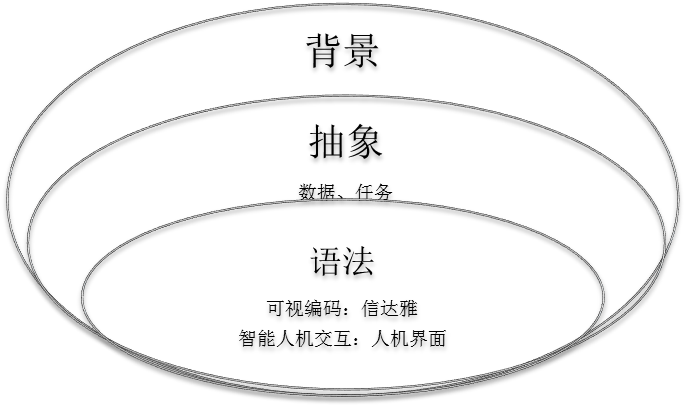 背景
抽象
数据、任务
语法
可视编码：信达雅
智能人机交互：人机界面